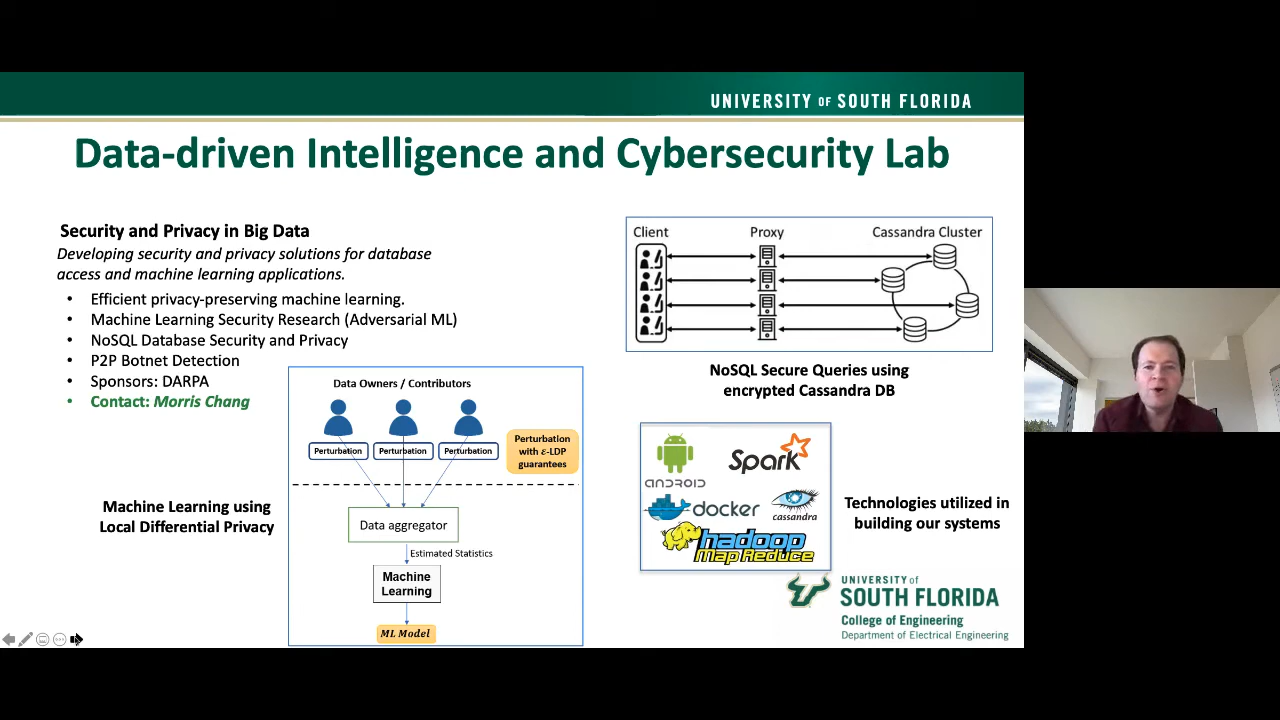 UNIVERSITY OF SOUTH FLORIDA
Data-driven Intelligence and Cybersecurity Lab
Security and Privacy in Big Data
Developing security and privacy solutions for database
access and machine learning applications.
• Efficient privacy-preserving machine learning.
• Machine Learning Security Research (Adversarial ML)
• NoSQL Database Security and Privacy
• P2P Botnet Detection
• Sponsors: DARPA
• Contact: Morris Chang
Machine Learning using
Local Differential Privacy
Data Owners / Contributors
Perturbation
Perturbation
Perturbation
Perturbation
with ε-LDP
guarantees
Data aggregator
Estimated Statistics
Machine
Learning
ML Model
Client
Proxy
Cassandra Cluster
NoSQL Secure Queries using
encrypted Cassandra DB
ANDROID
Spark
docker
cassandra
hadoop
Map Reduce
Technologies utilized in
building our systems
UNIVERSITY of
SOUTH FLORIDA
College of Engineering
Department of Electrical Engineering